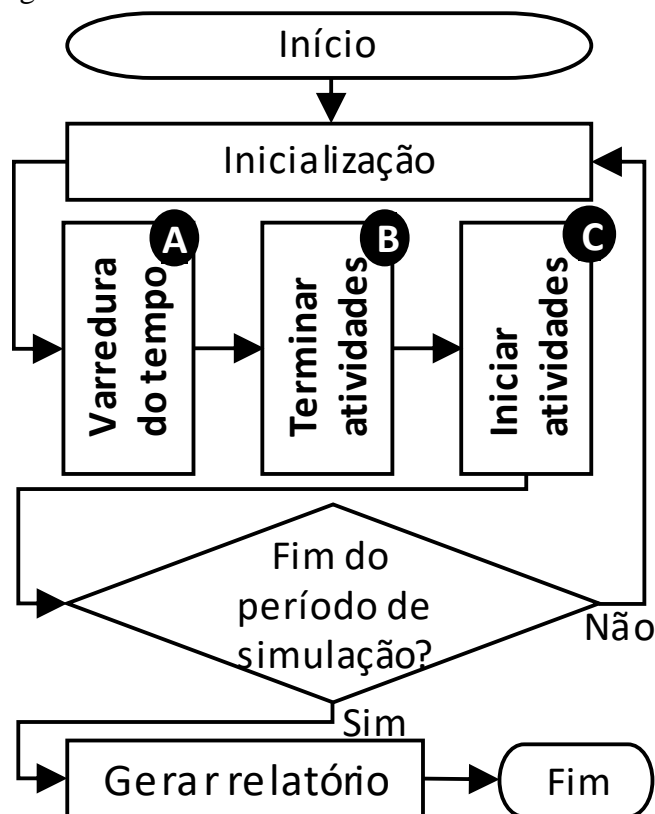 Início
Inicialização
A
Varredura
do tempo
B
Terminar
atividades
C
Iniciar
atividades
Fim do
período de
simulação?
Não
Sim
Gerar relatório
Fim